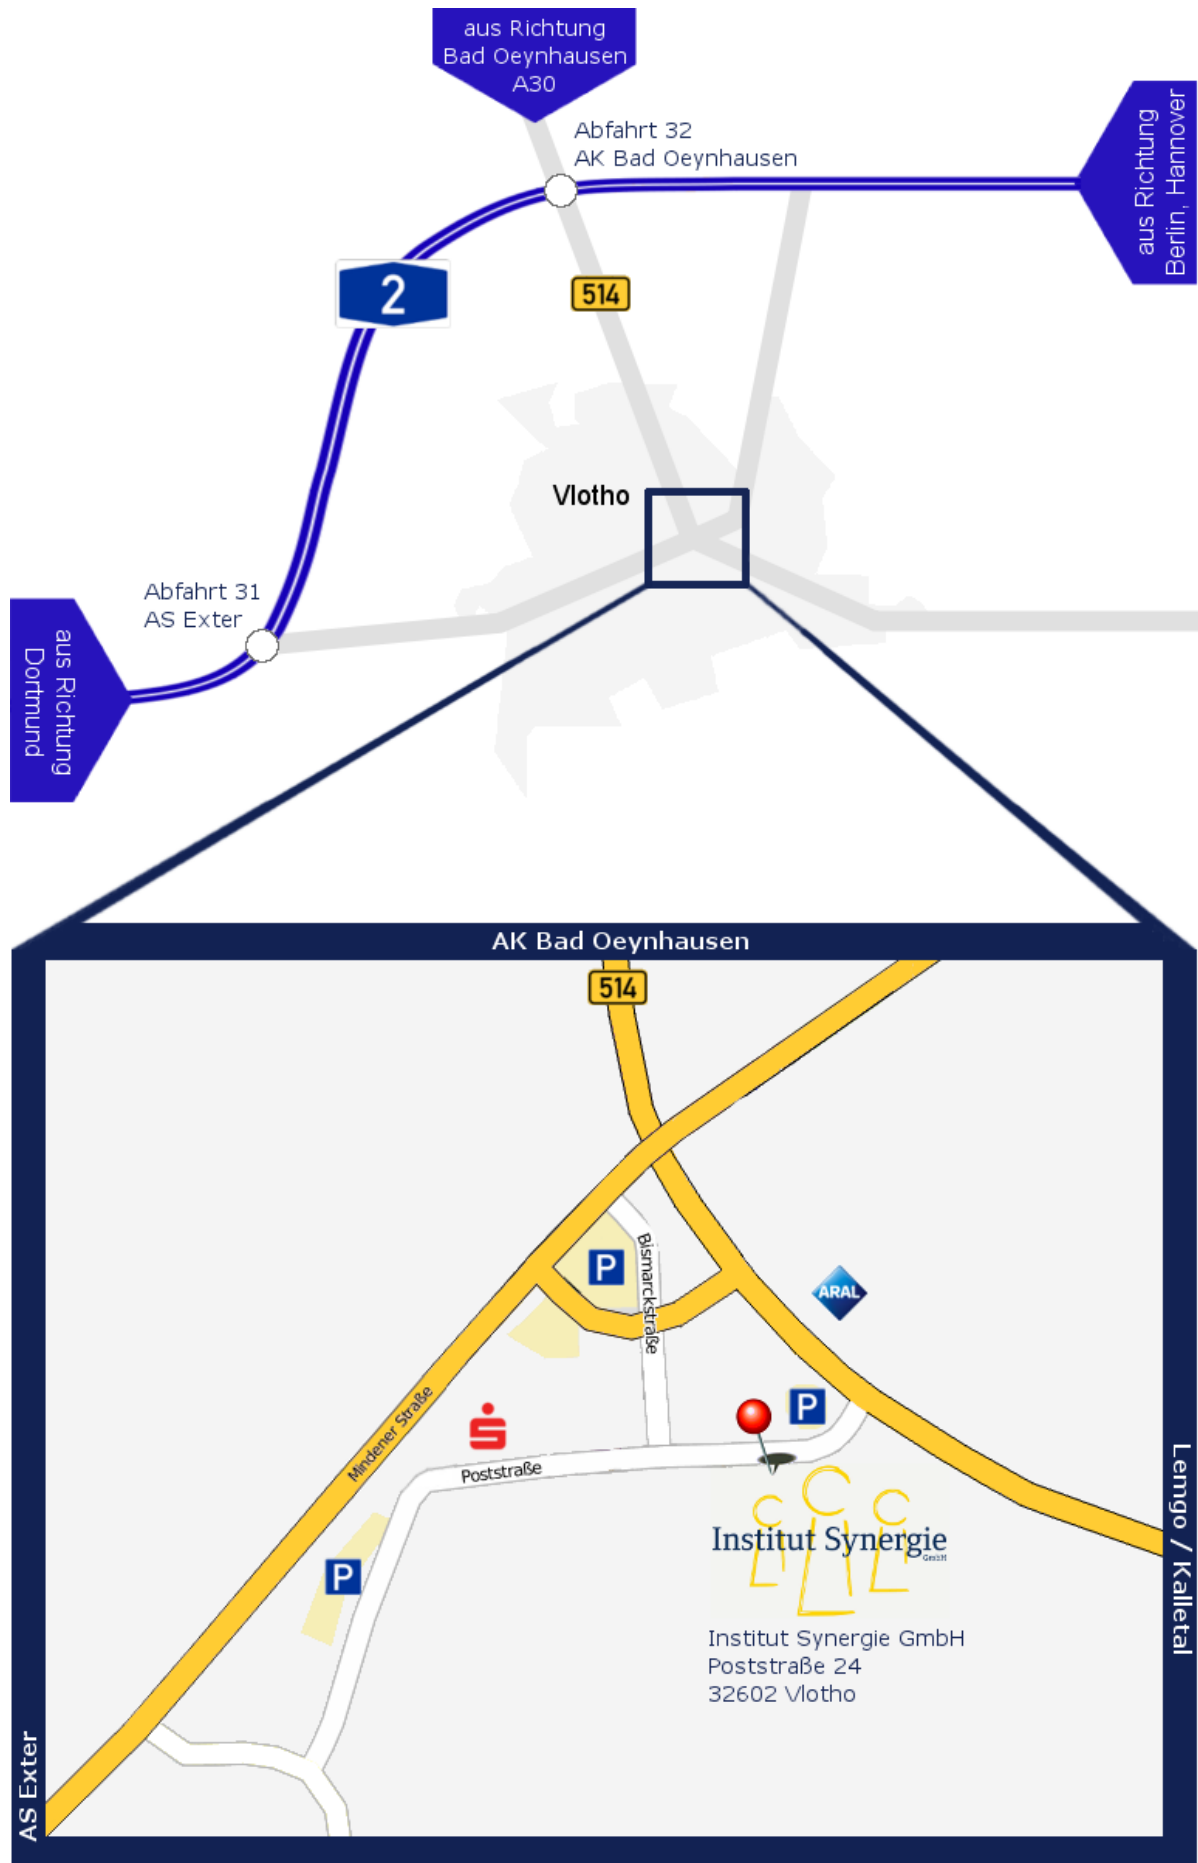 aus Richtung
Bad Oeynhausen
A30
Abfahrt 32
AK Bad Oeynhausen
aus Richtung
Berlin, Hannover
2
514
Vlotho
Abfahrt 31
AS Exter
aus Richtung
Dortmund
AK Bad Oeynhausen
514
P
Bismarckstraße
ARAL
P
Mindener Straße
Poststraße
P
Institut Synergie
GmbH
Institut Synergie GmbH
Poststraße 24
32602 Vlotho
Lemgo / Kalletal
AS Exter